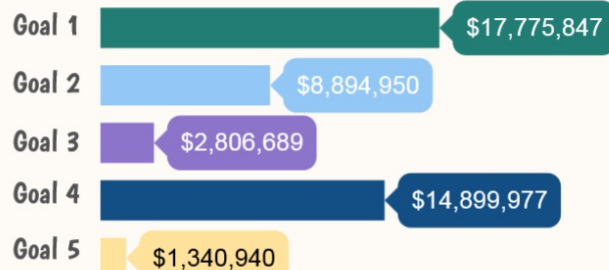 Goal 1 $17,775,847
Goal 2 $8,894,950
Goal 3 $2,806,689
Goal 4 $14,899,977
Goal 5 $1,340,940